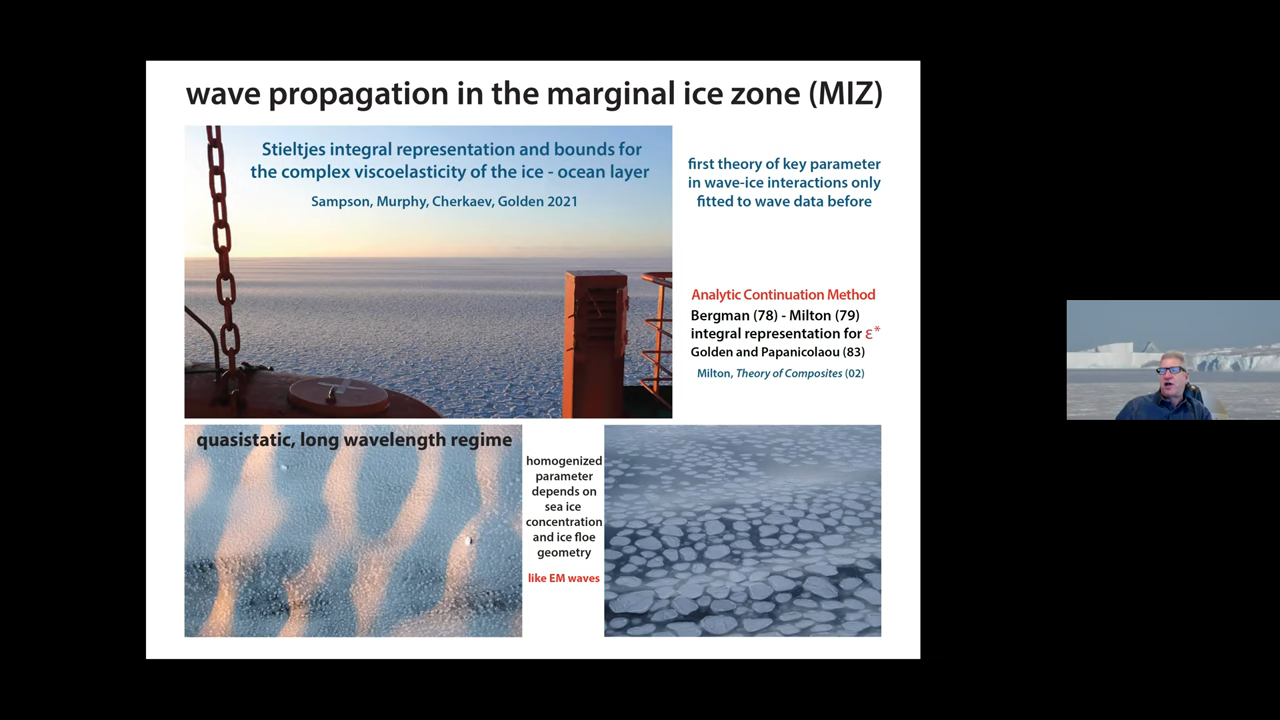 wave propagation in the marginal ice zone (MIZ)
Stieltjes integral representation and bounds for
the complex viscoelasticity of the ice - ocean layer
Sampson, Murphy, Cherkaev, Golden 2021
first theory of key parameter
in wave-ice interactions only
fitted to wave data before
Analytic Continuation Method
Bergman (78) - Milton (79)
integral representation for ε*
Golden and Papanicolaou (83)
Milton, Theory of Composites (02)
quasistatic, long wavelength regime
homogenized
parameter
depends on
sea ice
concentration
and ice floe
geometry
like EM waves